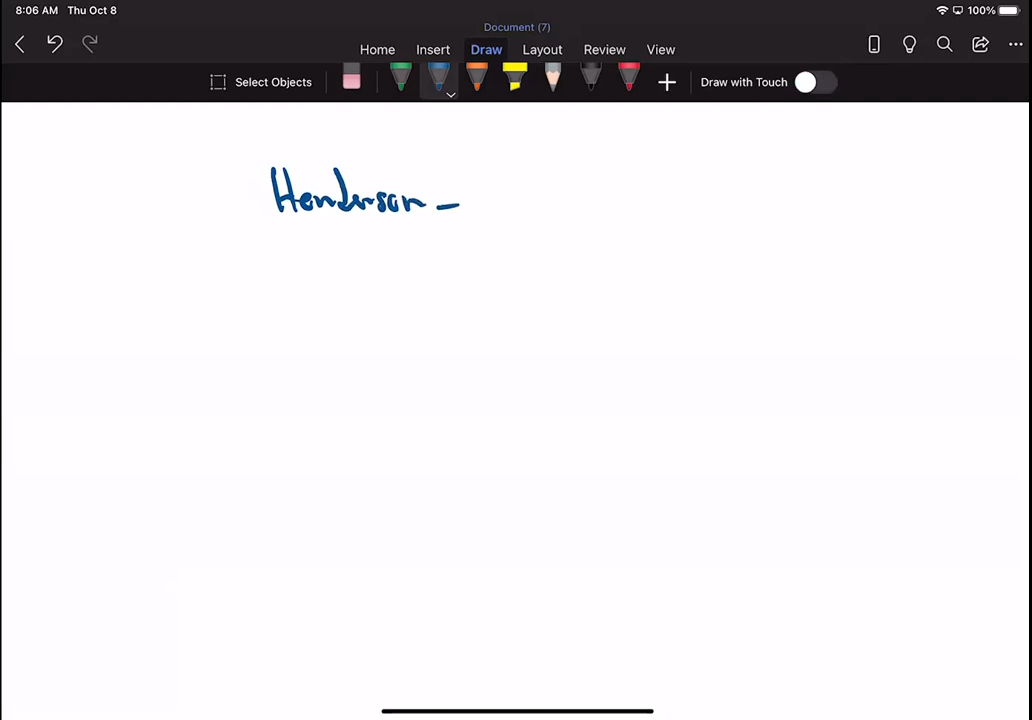 8:06 AM Thu Oct 8
100%
Document (7)
Home Insert Draw Layout Review View
Select Objects
Draw with Touch
Henderson –